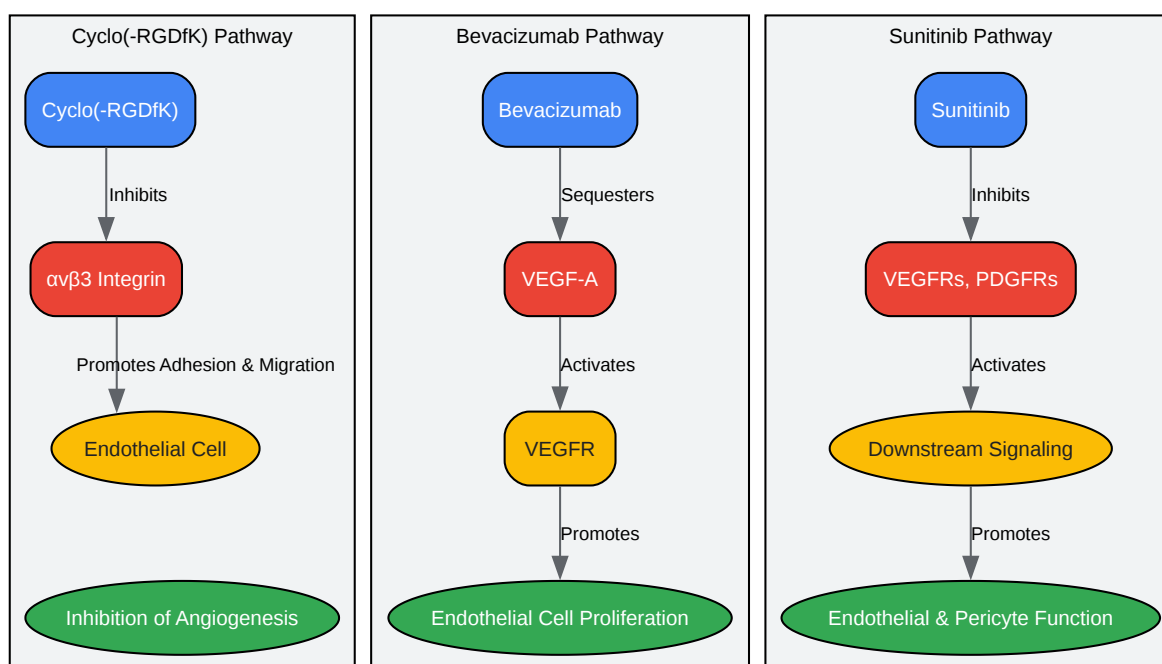 Cyclo(-RGDfK) Pathway
Cyclo(-RGDfK)
Inhibits
αvβ3 Integrin
Promotes Adhesion & Migration
Endothelial Cell
Inhibition of Angiogenesis
Bevacizumab Pathway
Bevacizumab
Sequesters
VEGF-A
Activates
VEGFR
Promotes
Endothelial Cell Proliferation
Sunitinib Pathway
Sunitinib
Inhibits
VEGFRs, PDGFRs
Activates
Downstream Signaling
Promotes
Endothelial & Pericyte Function